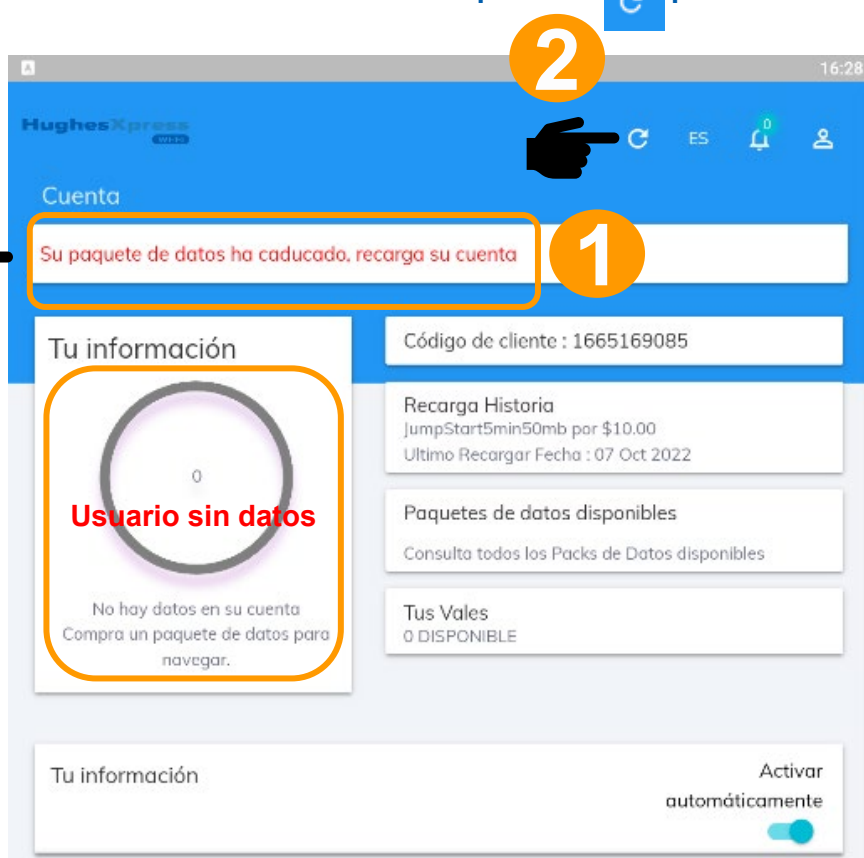 2
A
16:28
HughesXpress
WI-FI
0
ES
Cuenta
Su paquete de datos ha caducado, recarga su cuenta
1
Tu información
0
Usuario sin datos
No hay datos en su cuenta
Compra un paquete de datos para
navegar.
Código de cliente : 1665169085
Recarga Historia
JumpStart5min50mb por $10.00
Ultimo Recargar Fecha : 07 Oct 2022
Paquetes de datos disponibles
Consulta todos los Packs de Datos disponibles
Tus Vales
0 DISPONIBLE
Tu información
Activar
automáticamente